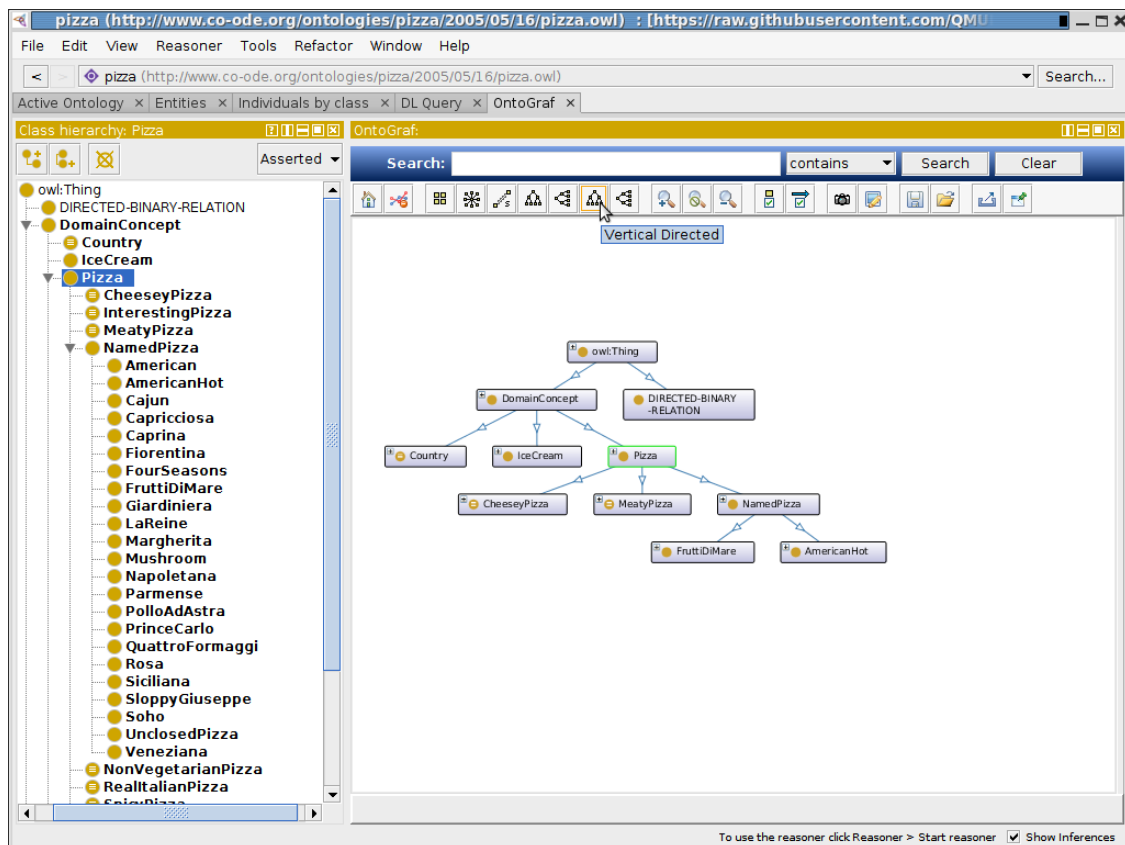 pizza (http://www.co-ode.org/ontologies/pizza/2005/05/16/pizza.owl) : [https://raw.githubusercontent.com/QMU
File Edit View Reasoner Tools Refactor Window Help
< > pizza (http://www.co-ode.org/ontologies/pizza/2005/05/16/pizza.owl) Search...
Active Ontology × Entities × Individuals by class × DL Query × OntoGraf ×
Class hierarchy: Pizza
Asserted
owl:Thing
DIRECTED-BINARY-RELATION
DomainConcept
Country
IceCream
Pizza
CheeseyPizza
InterestingPizza
MeatyPizza
NamedPizza
American
AmericanHot
Cajun
Capricciosa
Caprina
Fiorentina
FourSeasons
FruttiDiMare
Giardiniera
LaReine
Margherita
Mushroom
Napoletana
Parmense
PolloAdAstra
PrinceCarlo
QuattroFormaggi
Rosa
Siciliana
SloppyGiuseppe
Soho
UnclosedPizza
Veneziana
NonVegetarianPizza
RealItalianPizza
SpicyPizza
OntoGraf:
Search: contains Search Clear
Vertical Directed
owl:Thing
DomainConcept
DIRECTED-BINARY
-RELATION
Country IceCream Pizza
CheeseyPizza MeatyPizza NamedPizza
FruttiDiMare AmericanHot
To use the reasoner click Reasoner > Start reasoner Show Inferences